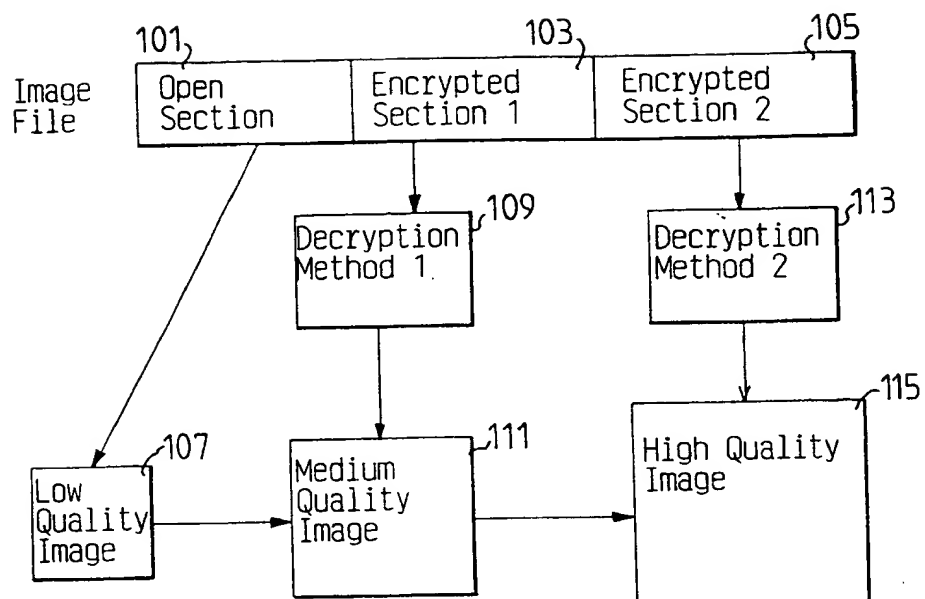 101
103
105
Image
File
Open
Section
Encrypted
Section 1
Encrypted
Section 2
109
Decryption
Method 1
113
Decryption
Method 2
107
Low
Quality
Image
111
Medium
Quality
Image
115
High Quality
Image